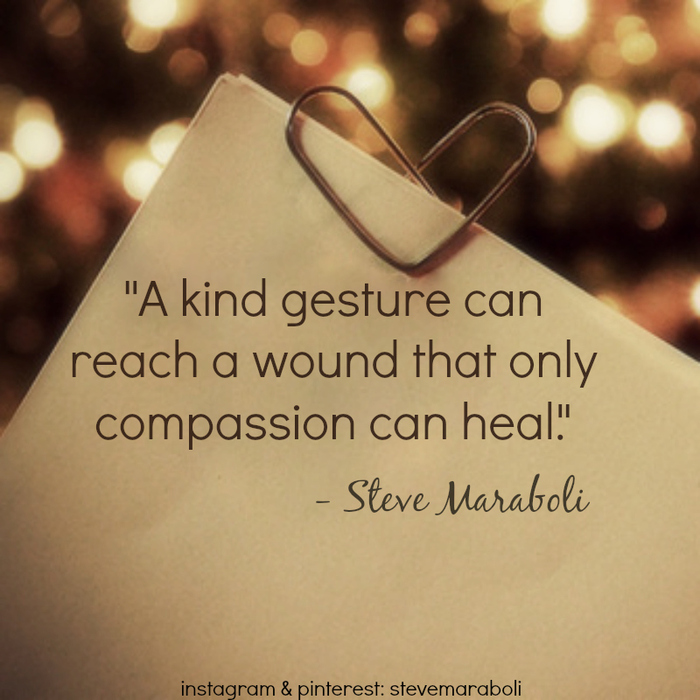 "A kind gesture can
reach a wound that only
compassion can heal."
- Steve Maraboli
instagram & pinterest: stevemaraboli